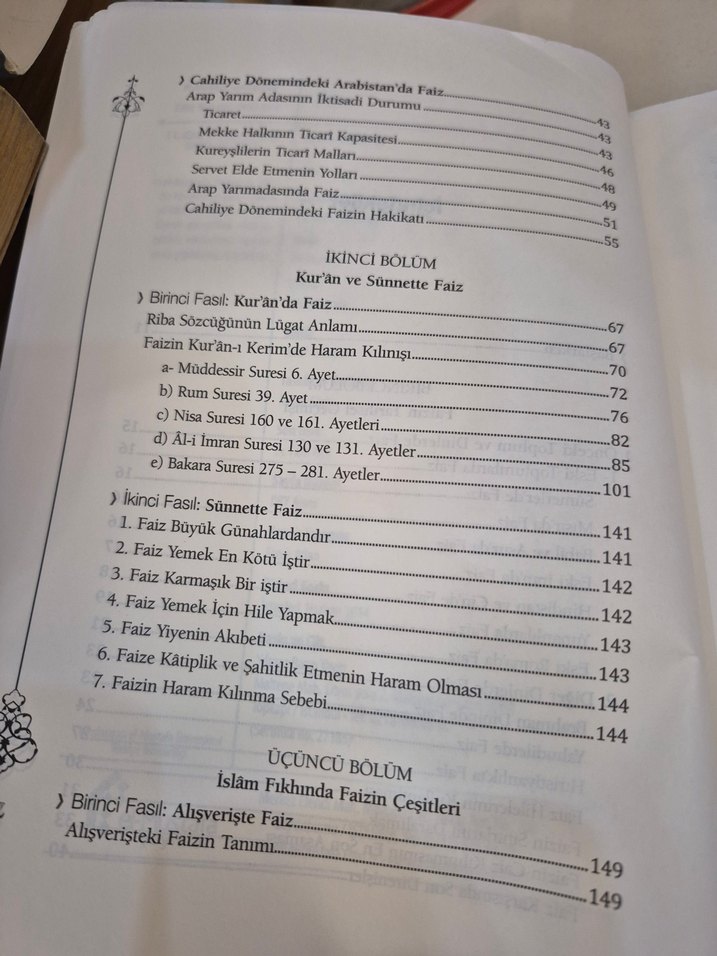 ❯ Cahiliye Dönemindeki Arabistan'da Faiz........43
Arap Yarım Adasının İktisadi Durumu........43
Ticaret........43
Mekke Halkının Ticarî Kapasitesi........46
Kureyşlilerin Ticarî Malları........48
Servet Elde Etmenin Yolları........49
Arap Yarımadasında Faiz........51
Cahiliye Dönemindeki Faizin Hakikatı........55
İKİNCİ BÖLÜM
Kur'ân ve Sünnette Faiz
❯ Birinci Fasıl: Kur'ân'da Faiz........67
Riba Sözcüğünün Lügat Anlamı........67
Faizin Kur'ân-ı Kerim'de Haram Kılınışı........70
a- Müddessir Suresi 6. Ayet........72
b) Rum Suresi 39. Ayet........76
c) Nisa Suresi 160 ve 161. Ayetleri........82
d) Âl-i İmran Suresi 130 ve 131. Ayetler........85
e) Bakara Suresi 275 – 281. Ayetler........101
❯ İkinci Fasıl: Sünnette Faiz........141
1. Faiz Büyük Günahlardandır........141
2. Faiz Yemek En Kötü İştir........142
3. Faiz Karmaşık Bir iştir........142
4. Faiz Yemek İçin Hile Yapmak........143
5. Faiz Yiyenin Akıbeti........143
6. Faize Kâtiplik ve Şahitlik Etmenin Haram Olması........144
7. Faizin Haram Kılınma Sebebi........144
ÜÇÜNCÜ BÖLÜM
İslâm Fıkhında Faizin Çeşitleri
❯ Birinci Fasıl: Alışverişte Faiz........149
Alışverişteki Faizin Tanımı........149